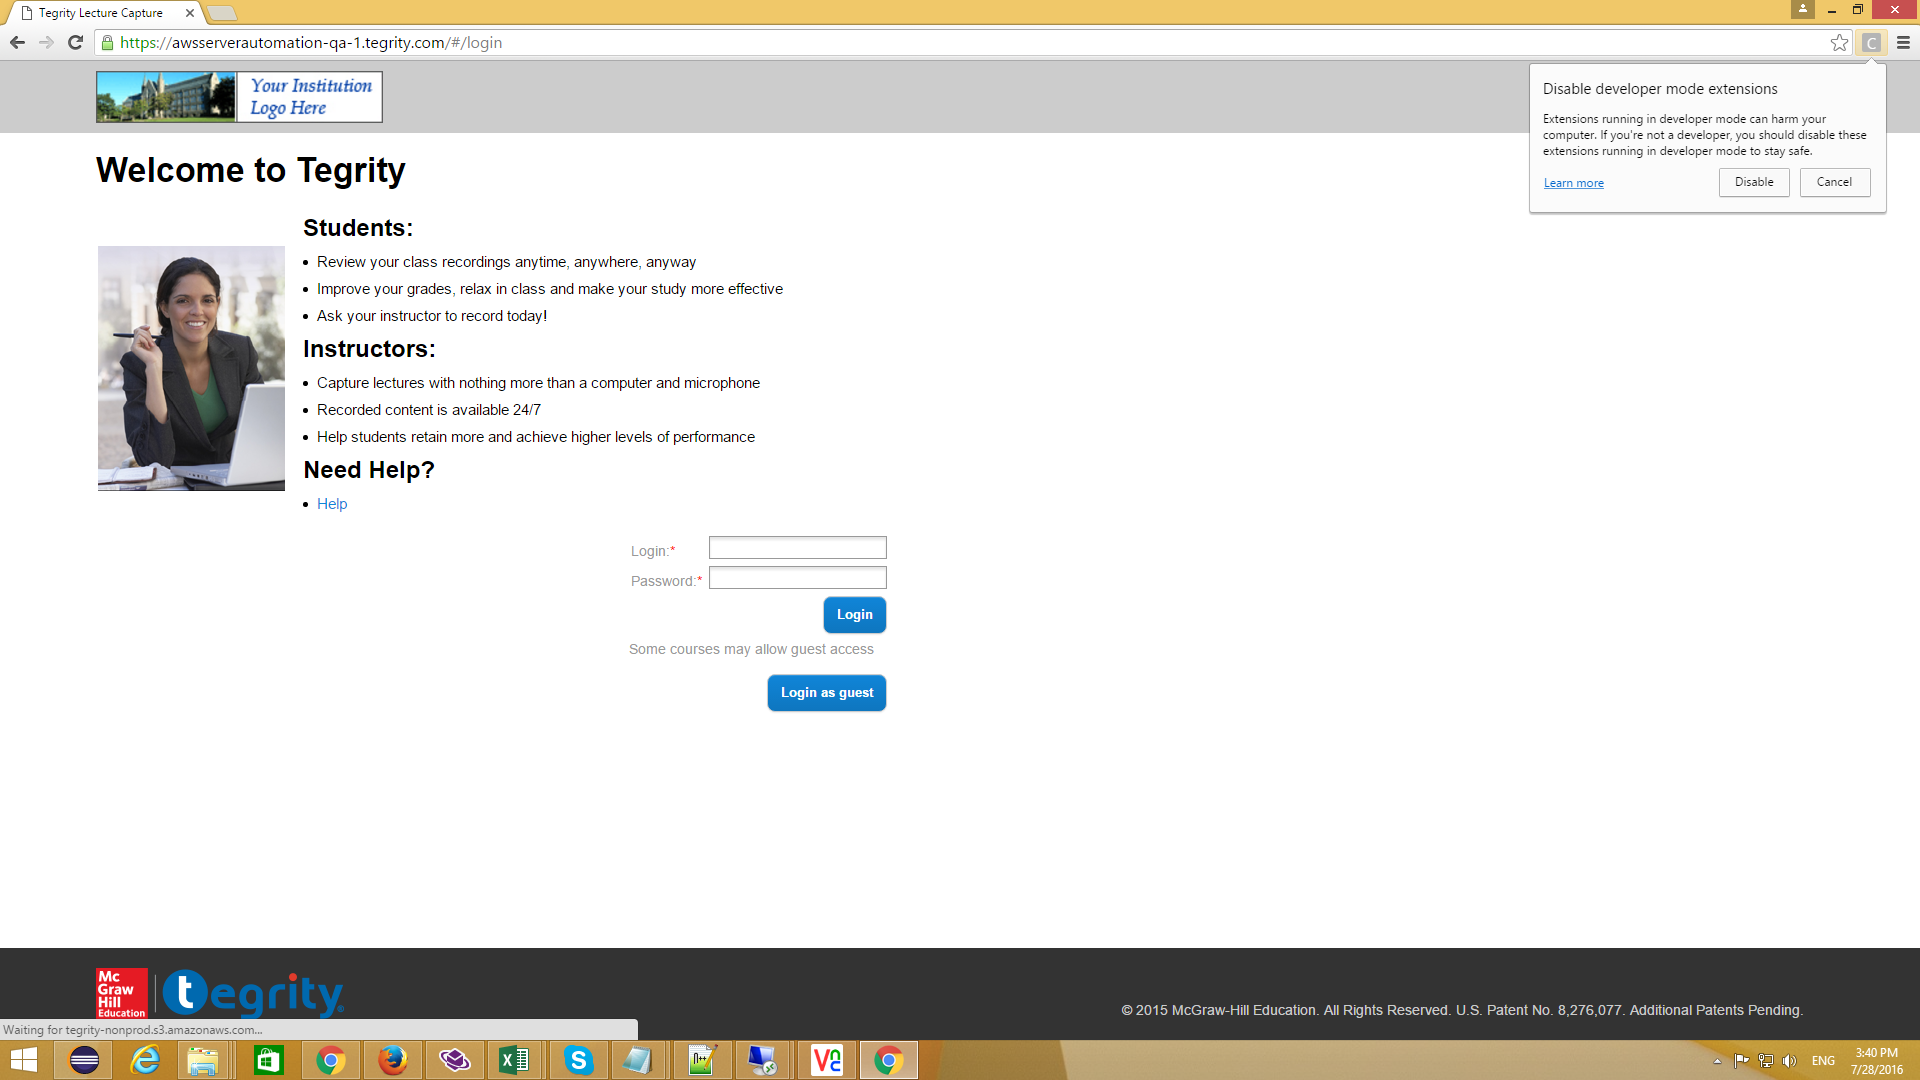 Tegrity Lecture Capture
https://awsserverautomation-qa-1.tegrity.com/#/login
C
Your Institution
Logo Here
Disable developer mode extensions
Extensions running in developer mode can harm your
computer. If you're not a developer, you should disable these
extensions running in developer mode to stay safe.
Learn more
Disable
Cancel
Welcome to Tegrity
Students:
Review your class recordings anytime, anywhere, anyway
Improve your grades, relax in class and make your study more effective
Ask your instructor to record today!
Instructors:
Capture lectures with nothing more than a computer and microphone
Recorded content is available 24/7
Help students retain more and achieve higher levels of performance
Need Help?
Help
Login:*
Password:*
Login
Some courses may allow guest access
Login as guest
Mc
Graw
Hill
Education
tegrity
© 2015 McGraw-Hill Education. All Rights Reserved. U.S. Patent No. 8,276,077. Additional Patents Pending.
Waiting for tegrity-nonprod.s3.amazonaws.com...
ENG
3:40 PM
7/28/2016